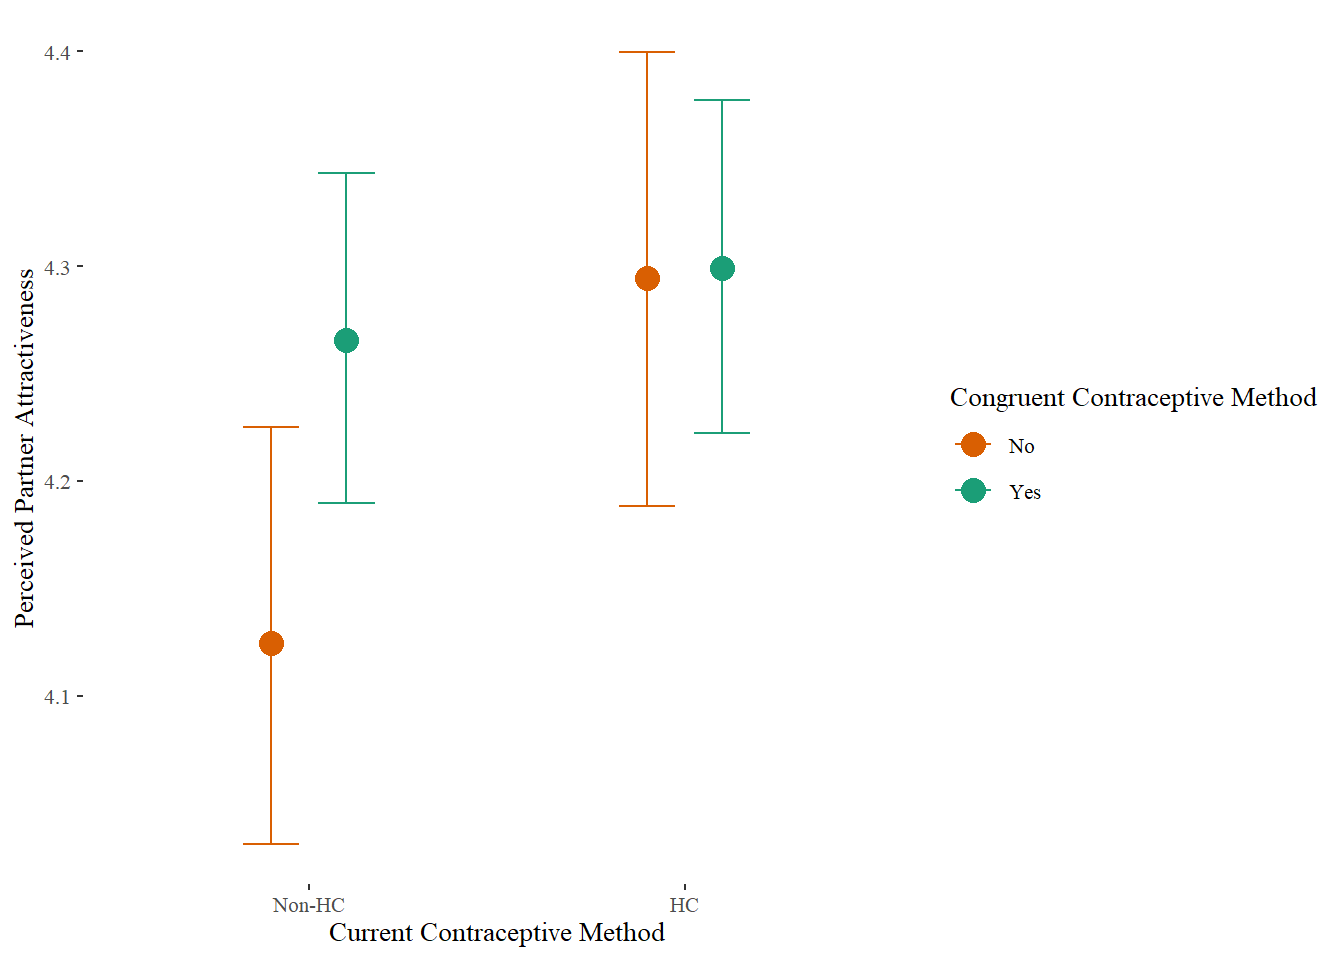 4.4
4.3
4.2
4.1
Perceived Partner Attractiveness
Non-HC
HC
Current Contraceptive Method
Congruent Contraceptive Method
No
Yes